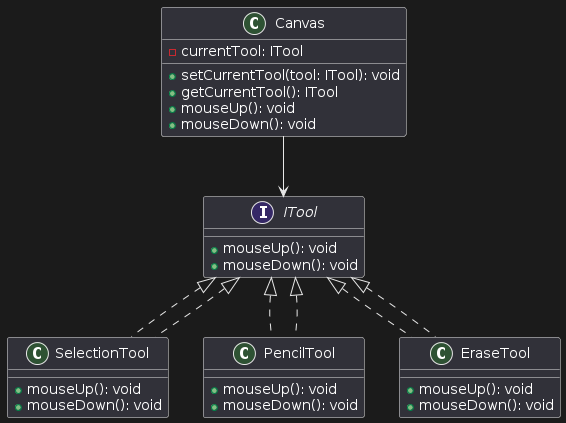 C Canvas
currentTool: ITool
setCurrentTool(tool: ITool): void
getCurrentTool(): ITool
mouseUp(): void
mouseDown(): void
I ITool
mouseUp(): void
mouseDown(): void
C SelectionTool
mouseUp(): void
mouseDown(): void
C PencilTool
mouseUp(): void
mouseDown(): void
C EraseTool
mouseUp(): void
mouseDown(): void